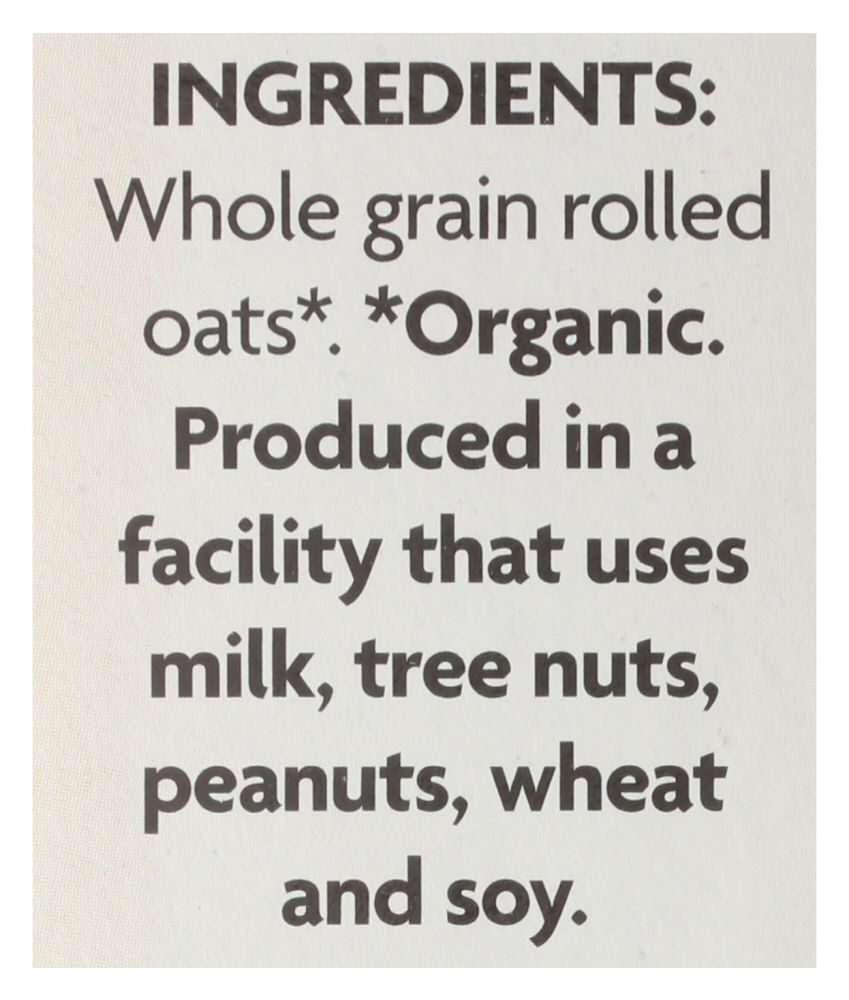 INGREDIENTS:
Whole grain rolled
oats*. *Organic.
Produced in a
facility that uses
milk, tree nuts,
peanuts, wheat
and soy.